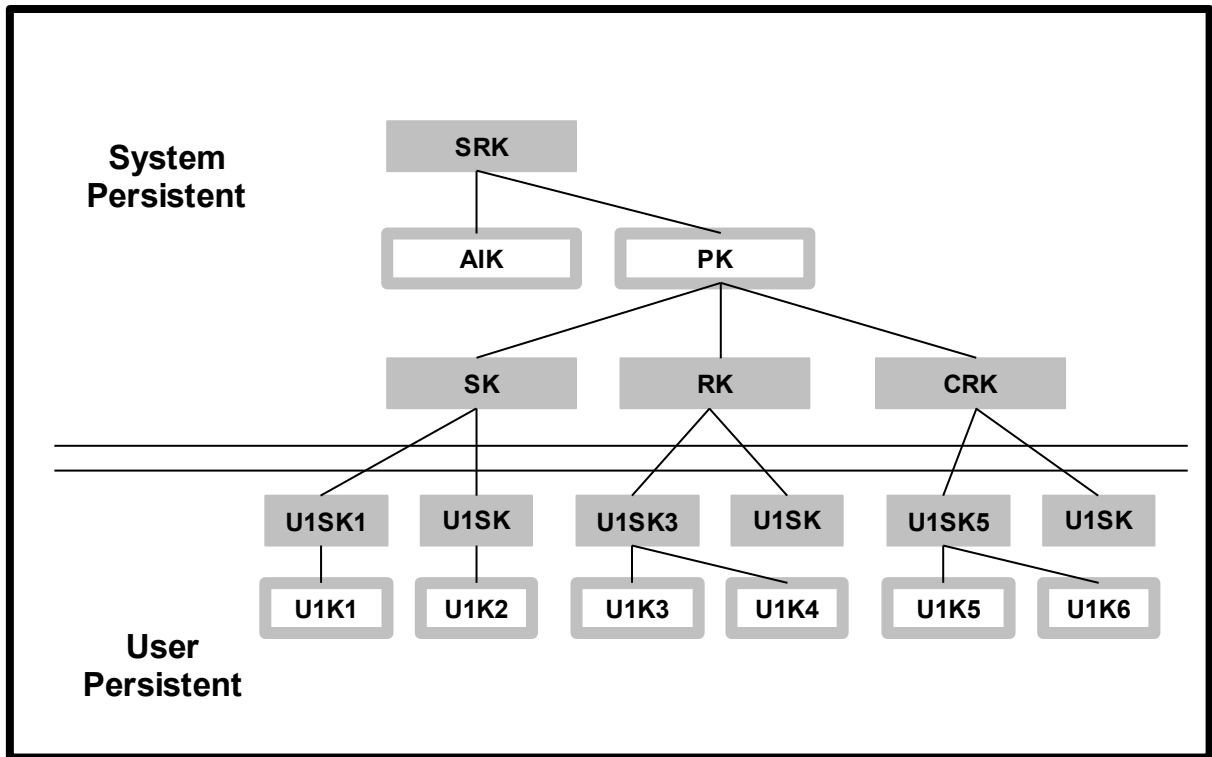 System
Persistent
SRK
AIK PK
SK RK CRK
U1SK1 U1SK U1SK3 U1SK U1SK5 U1SK
U1K1 U1K2 U1K3 U1K4 U1K5 U1K6
User
Persistent